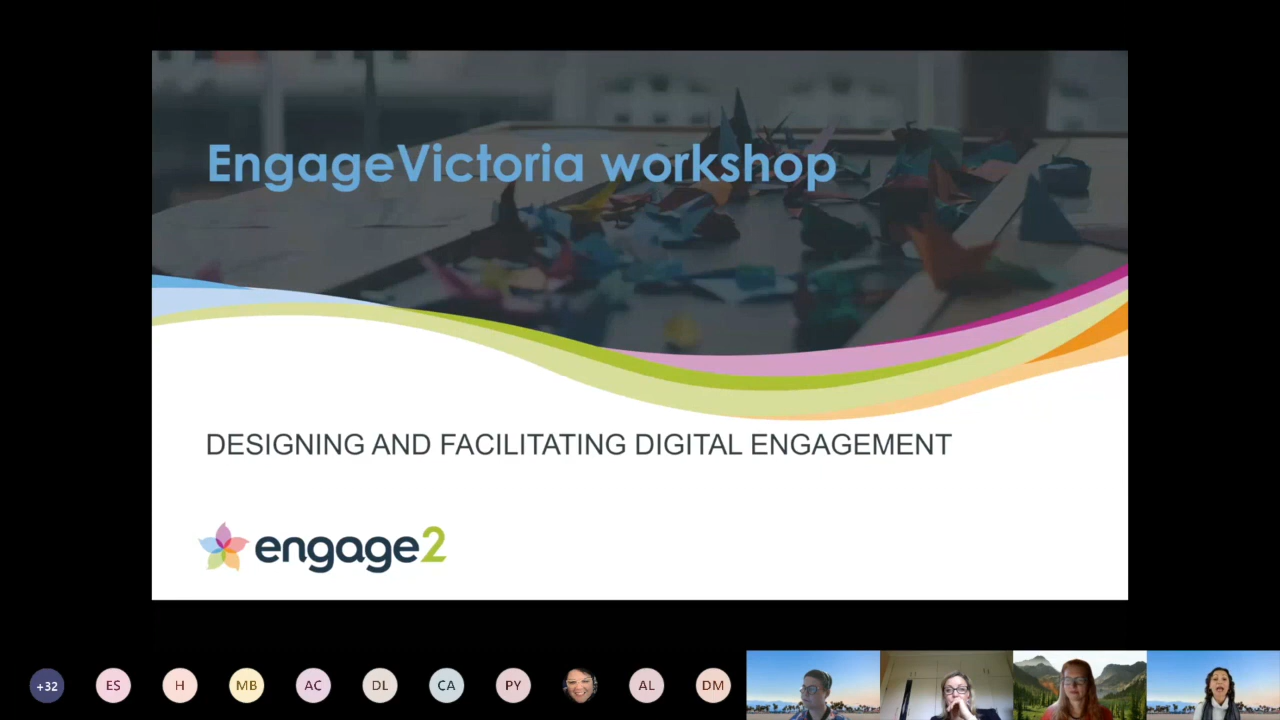 EngageVictoria workshop
DESIGNING AND FACILITATING DIGITAL ENGAGEMENT
engage2
+32
ES
H
MB
AC
DL
CA
PY
AL
DM